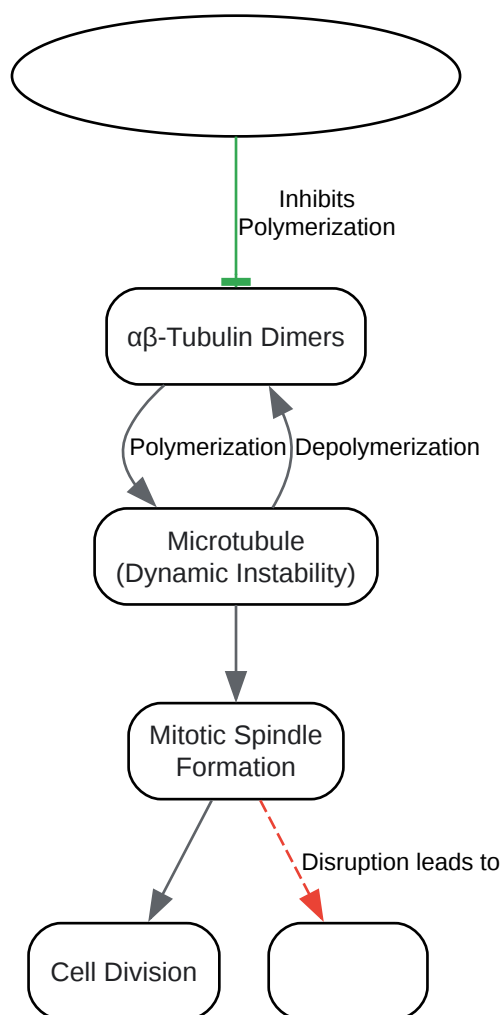 Inhibits
Polymerization
αβ-Tubulin Dimers
Polymerization
Depolymerization
Microtubule
(Dynamic Instability)
Mitotic Spindle
Formation
Disruption leads to
Cell Division